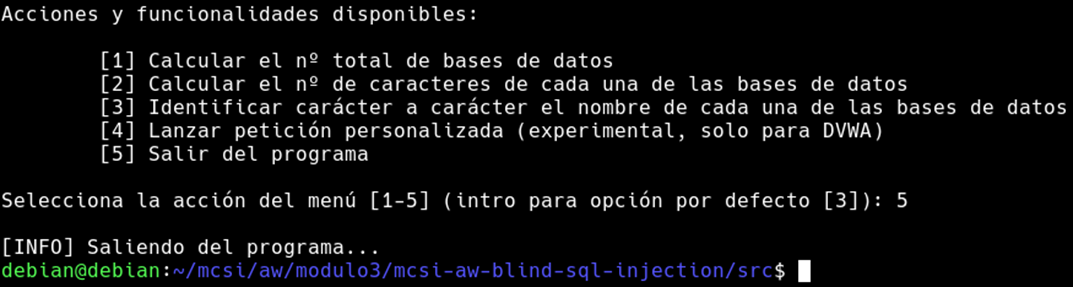 Acciones y funcionalidades disponibles:
[1] Calcular el nº total de bases de datos
[2] Calcular el nº de caracteres de cada una de las bases de datos
[3] Identificar carácter a carácter el nombre de cada una de las bases de datos
[4] Lanzar petición personalizada (experimental, solo para DVWA)
[5] Salir del programa
Selecciona la acción del menú [1-5] (intro para opción por defecto [3]): 5
[INFO] Saliendo del programa...
debian@debian:~/mcsi/aw/modulo3/mcsi-aw-blind-sql-injection/src$